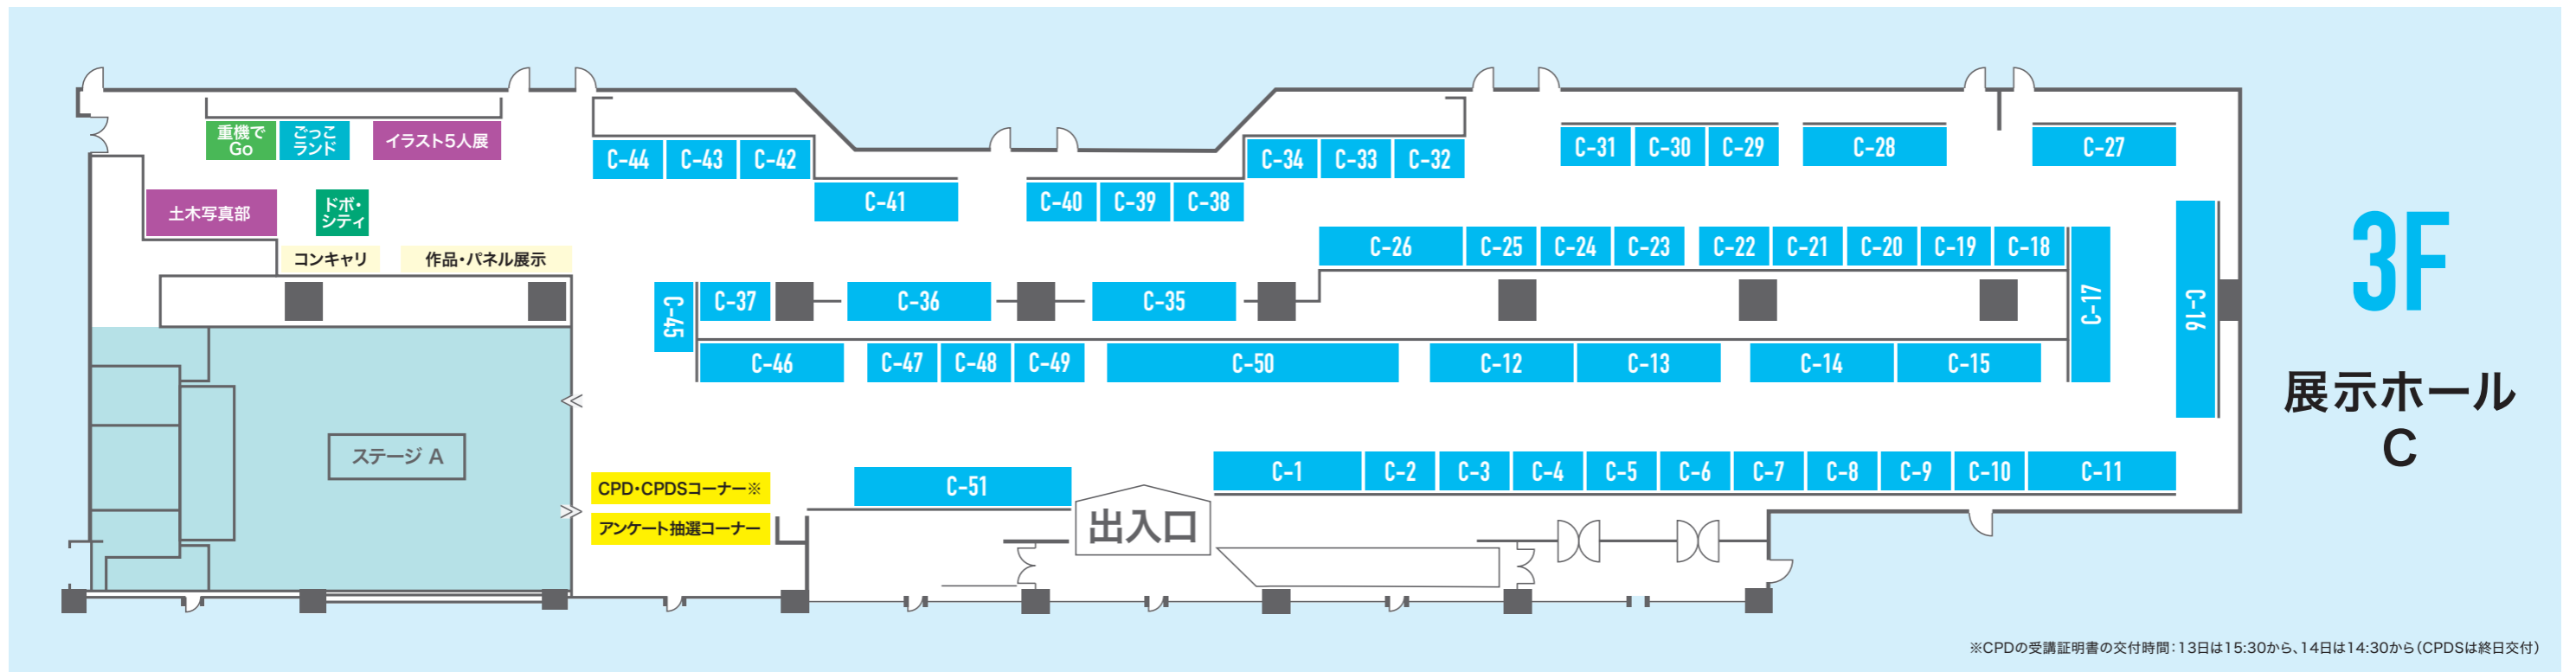 重機で
Go
ごっこ
ランド
イラスト5人展
C-44
C-43
C-42
C-34
C-33
C-32
C-31
C-30
C-29
C-28
C-27
土木写真部
ドボ・
シティ
C-41
C-40
C-39
C-38
コンキャリ
作品・パネル展示
C-26
C-25
C-24
C-23
C-22
C-21
C-20
C-19
C-18
C-17
C-16
C-45
C-37
C-36
C-35
C-46
C-47
C-48
C-49
C-50
C-12
C-13
C-14
C-15
ステージ A
CPD・CPDSコーナー※
アンケート抽選コーナー
C-51
出入口
C-1
C-2
C-3
C-4
C-5
C-6
C-7
C-8
C-9
C-10
C-11
3F
展示ホール
C
※CPDの受講証明書の交付時間：13日は15:30から、14日は14:30から（CPDSは終日交付）